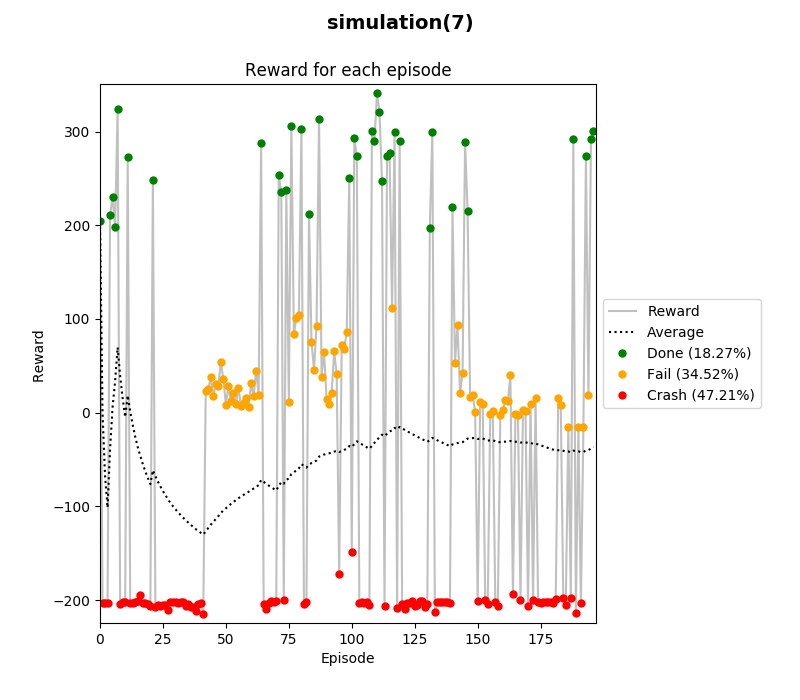 simulation(7)
Reward for each episode
300
200
100
0
−100
−200
Reward
0
25
50
75
100
125
150
175
Episode
Reward
Average
Done (18.27%)
Fail (34.52%)
Crash (47.21%)